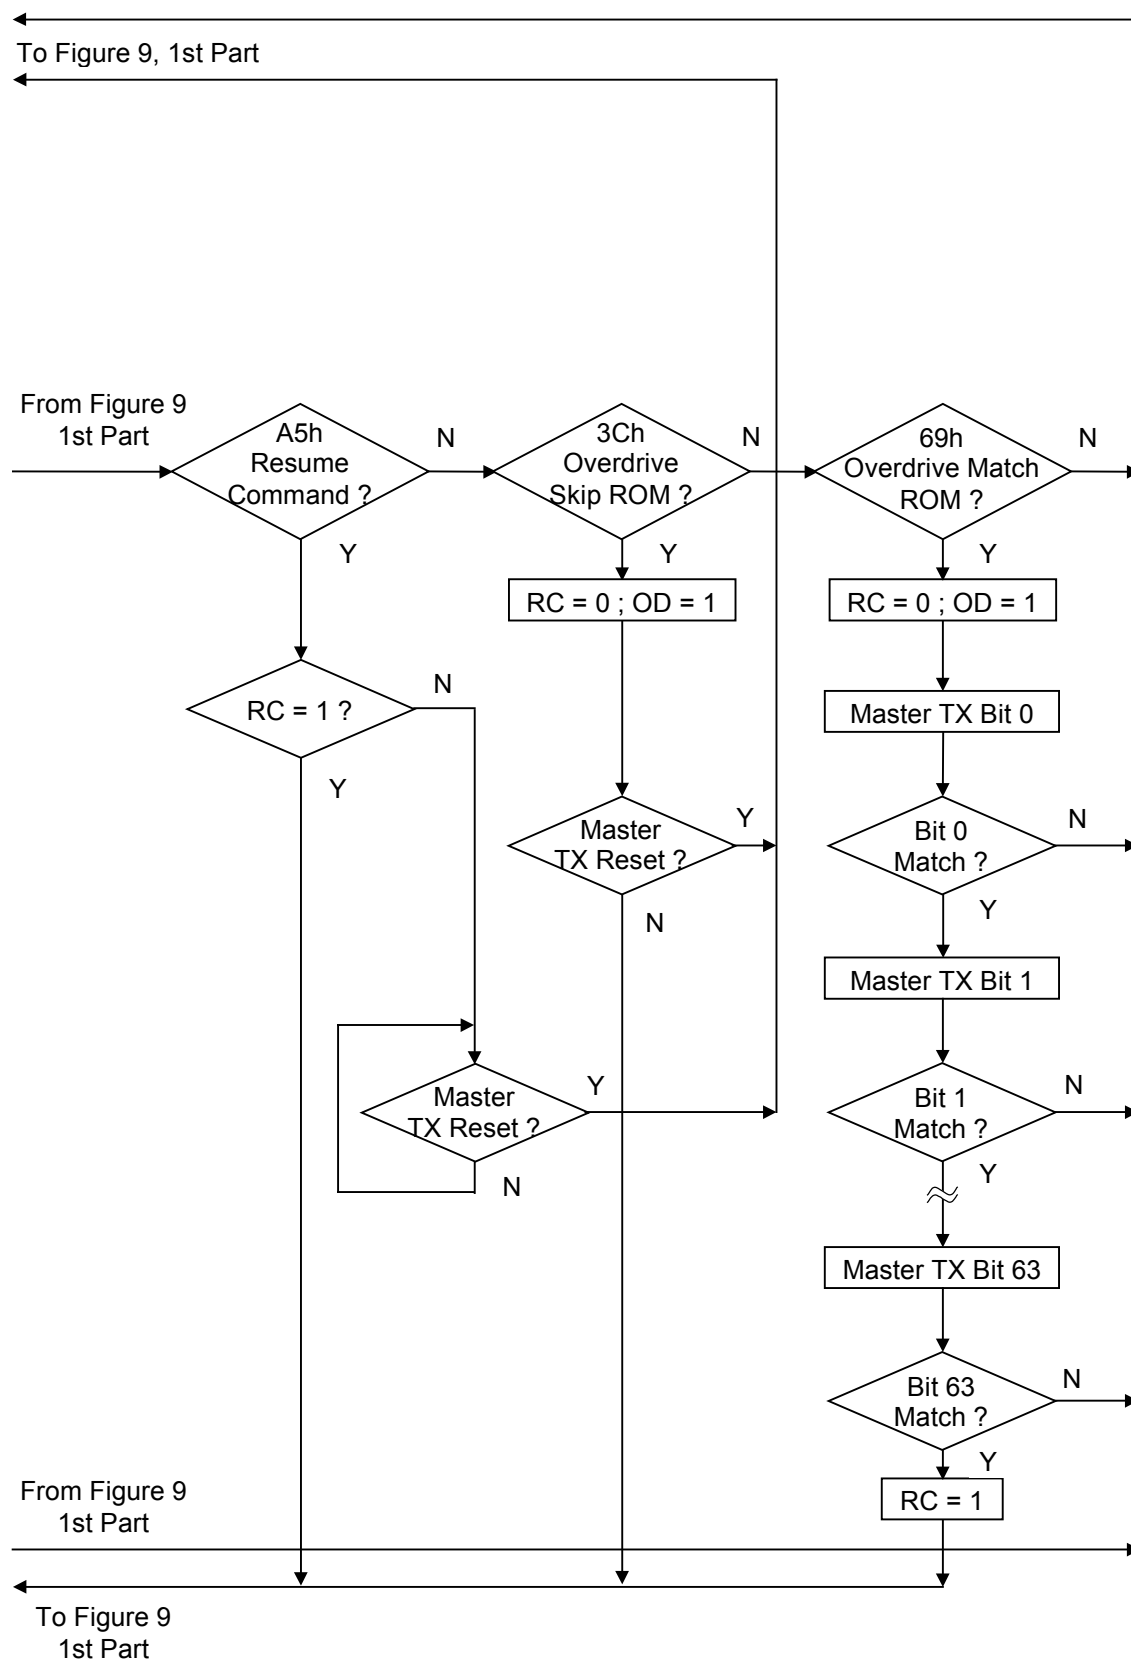 To Figure 9, 1st Part
From Figure 9
1st Part
A5h
Resume
Command ?
N
Y
3Ch
Overdrive
Skip ROM ?
N
Y
69h
Overdrive Match
ROM ?
N
Y
RC = 0 ; OD = 1
RC = 0 ; OD = 1
RC = 1 ?
N
Y
Master TX Bit 0
Master
TX Reset ?
Y
N
Bit 0
Match ?
N
Y
Master TX Bit 1
Master
TX Reset ?
Y
N
Bit 1
Match ?
N
Y
Master TX Bit 63
Bit 63
Match ?
N
Y
RC = 1
From Figure 9
1st Part
To Figure 9
1st Part